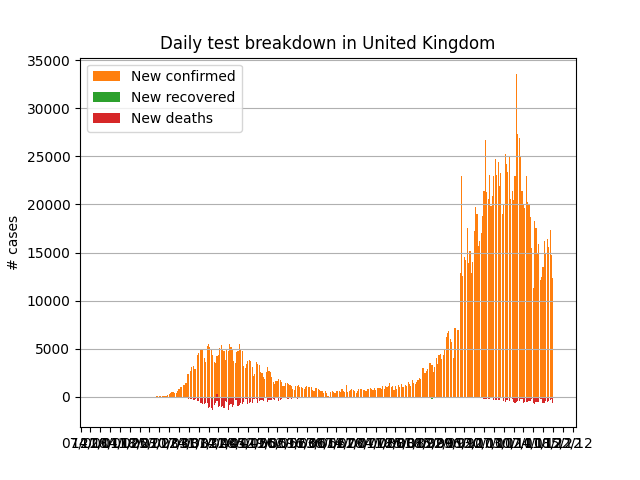 Daily test breakdown in United Kingdom
35000
30000
25000
20000
15000
10000
5000
0
# cases
New confirmed
New recovered
New deaths